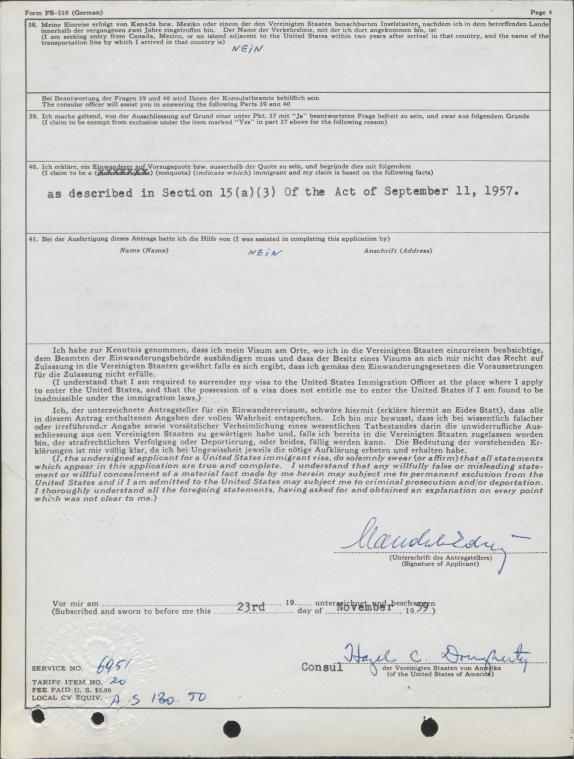 Form FS-510 (German) Page 4
38. Meine Einreise erfolgt von Kanada bzw. Mexiko oder einem der den Vereinigten Staaten benachbarten Inselstaaten, nachdem ich in dem betreffenden Lande
innerhalb der vergangenen zwei Jahre eingetroffen bin. Der Name der Verkehrslinie, mit der ich dort angekommen bin, ist
(I am seeking entry from Canada, Mexico, or an island adjacent to the United States within two years after arrival in that country, and the name of the
transportation line by which I arrived in that country is)
NEIN
Bei Beantwortung der Fragen 39 und 40 wird Ihnen der Konsulatbeamte behilflich sein
The consular officer will assist you in answering the following Parts 39 and 40
39. Ich mache geltend, von der Ausschliessung auf Grund einer unter Pkt. 37 mit "Ja" beantworteten Frage befreit zu sein, und zwar aus folgendem Grunde
(I claim to be exempt from exclusion under the item marked "Yes" in part 37 above for the following reason)
40. Ich erkläre, ein Einwanderer auf Vorzugsquote bzw. ausserhalb der Quote zu sein, und begründe dies mit folgendem
(I claim to be a (nonquota) (indicate which) immigrant and my claim is based on the following facts)
as described in Section 15(a)(3) Of the Act of September 11, 1957.
41. Bei der Ausfertigung dieses Antrags hatte ich die Hilfe von (I was assisted in completing this application by)
Name (Name) NEIN Anschrift (Address)
Ich habe zur Kenntnis genommen, dass ich mein Visum am Orte, wo ich in die Vereinigten Staaten einzureisen beabsichtige,
dem Beamten der Einwanderungsbehörde aushändigen muss und dass der Besitz eines Visums an sich mir nicht das Recht auf
Zulassung in die Vereinigten Staaten gewährt falls es sich ergibt, dass ich gemäss den Einwanderungsgesetzen die Voraussetzungen
für die Zulassung nicht erfülle.
(I understand that I am required to surrender my visa to the United States Immigration Officer at the place where I apply
to enter the United States, and that the possession of a visa does not entitle me to enter the United States if I am found to be
inadmissible under the immigration laws.)
Ich, der unterzeichnete Antragsteller für ein Einwanderervisum, schwöre hiermit (erkläre hiermit an Eides Statt), dass alle
in diesem Antrag enthaltenen Angaben der vollen Wahrheit entsprechen. Ich bin mir bewusst, dass ich bei wissentlich falscher
oder irreführender Angabe sowie vorsätzlicher Verheimlichung eines wesentlichen Tatbestandes darin die unwiderrufliche Aus-
schliessung aus den Vereinigten Staaten zu gewärtigen habe und, falls ich bereits in die Vereinigten Staaten zugelassen worden
bin, der strafrechtlichen Verfolgung oder Deportierung, oder beides, fällig werden kann. Die Bedeutung der vorstehenden Er-
klärungen ist mir völlig klar, da ich bei Ungewissheit jeweils die nötige Aufklärung erbeten und erhalten habe.
(I, the undersigned applicant for a United States immigrant visa, do solemnly swear (or affirm) that all statements
which appear in this application are true and complete. I understand that any willfully false or misleading state-
ment or willful concealment of a material fact made by me herein may subject me to permanent exclusion from the
United States and if I am admitted to the United States may subject me to criminal prosecution and/or deportation.
I thoroughly understand all the foregoing statements, having asked for and obtained an explanation on every point
which was not clear to me.)
(Unterschrift des Antragstellers)
(Signature of Applicant)
Vor mir am 19 unterzeichnet und beschworen
(Subscribed and sworn to before me this 23rd day of November 1959)
Hazel C. Dougherty
Consul der Vereinigten Staaten von Amerika
(of the United States of America)
SERVICE NO. 6951
TARIFF ITEM NO. 20
FEE PAID U. S. $5.00
LOCAL CV EQUIV. A S 130.50